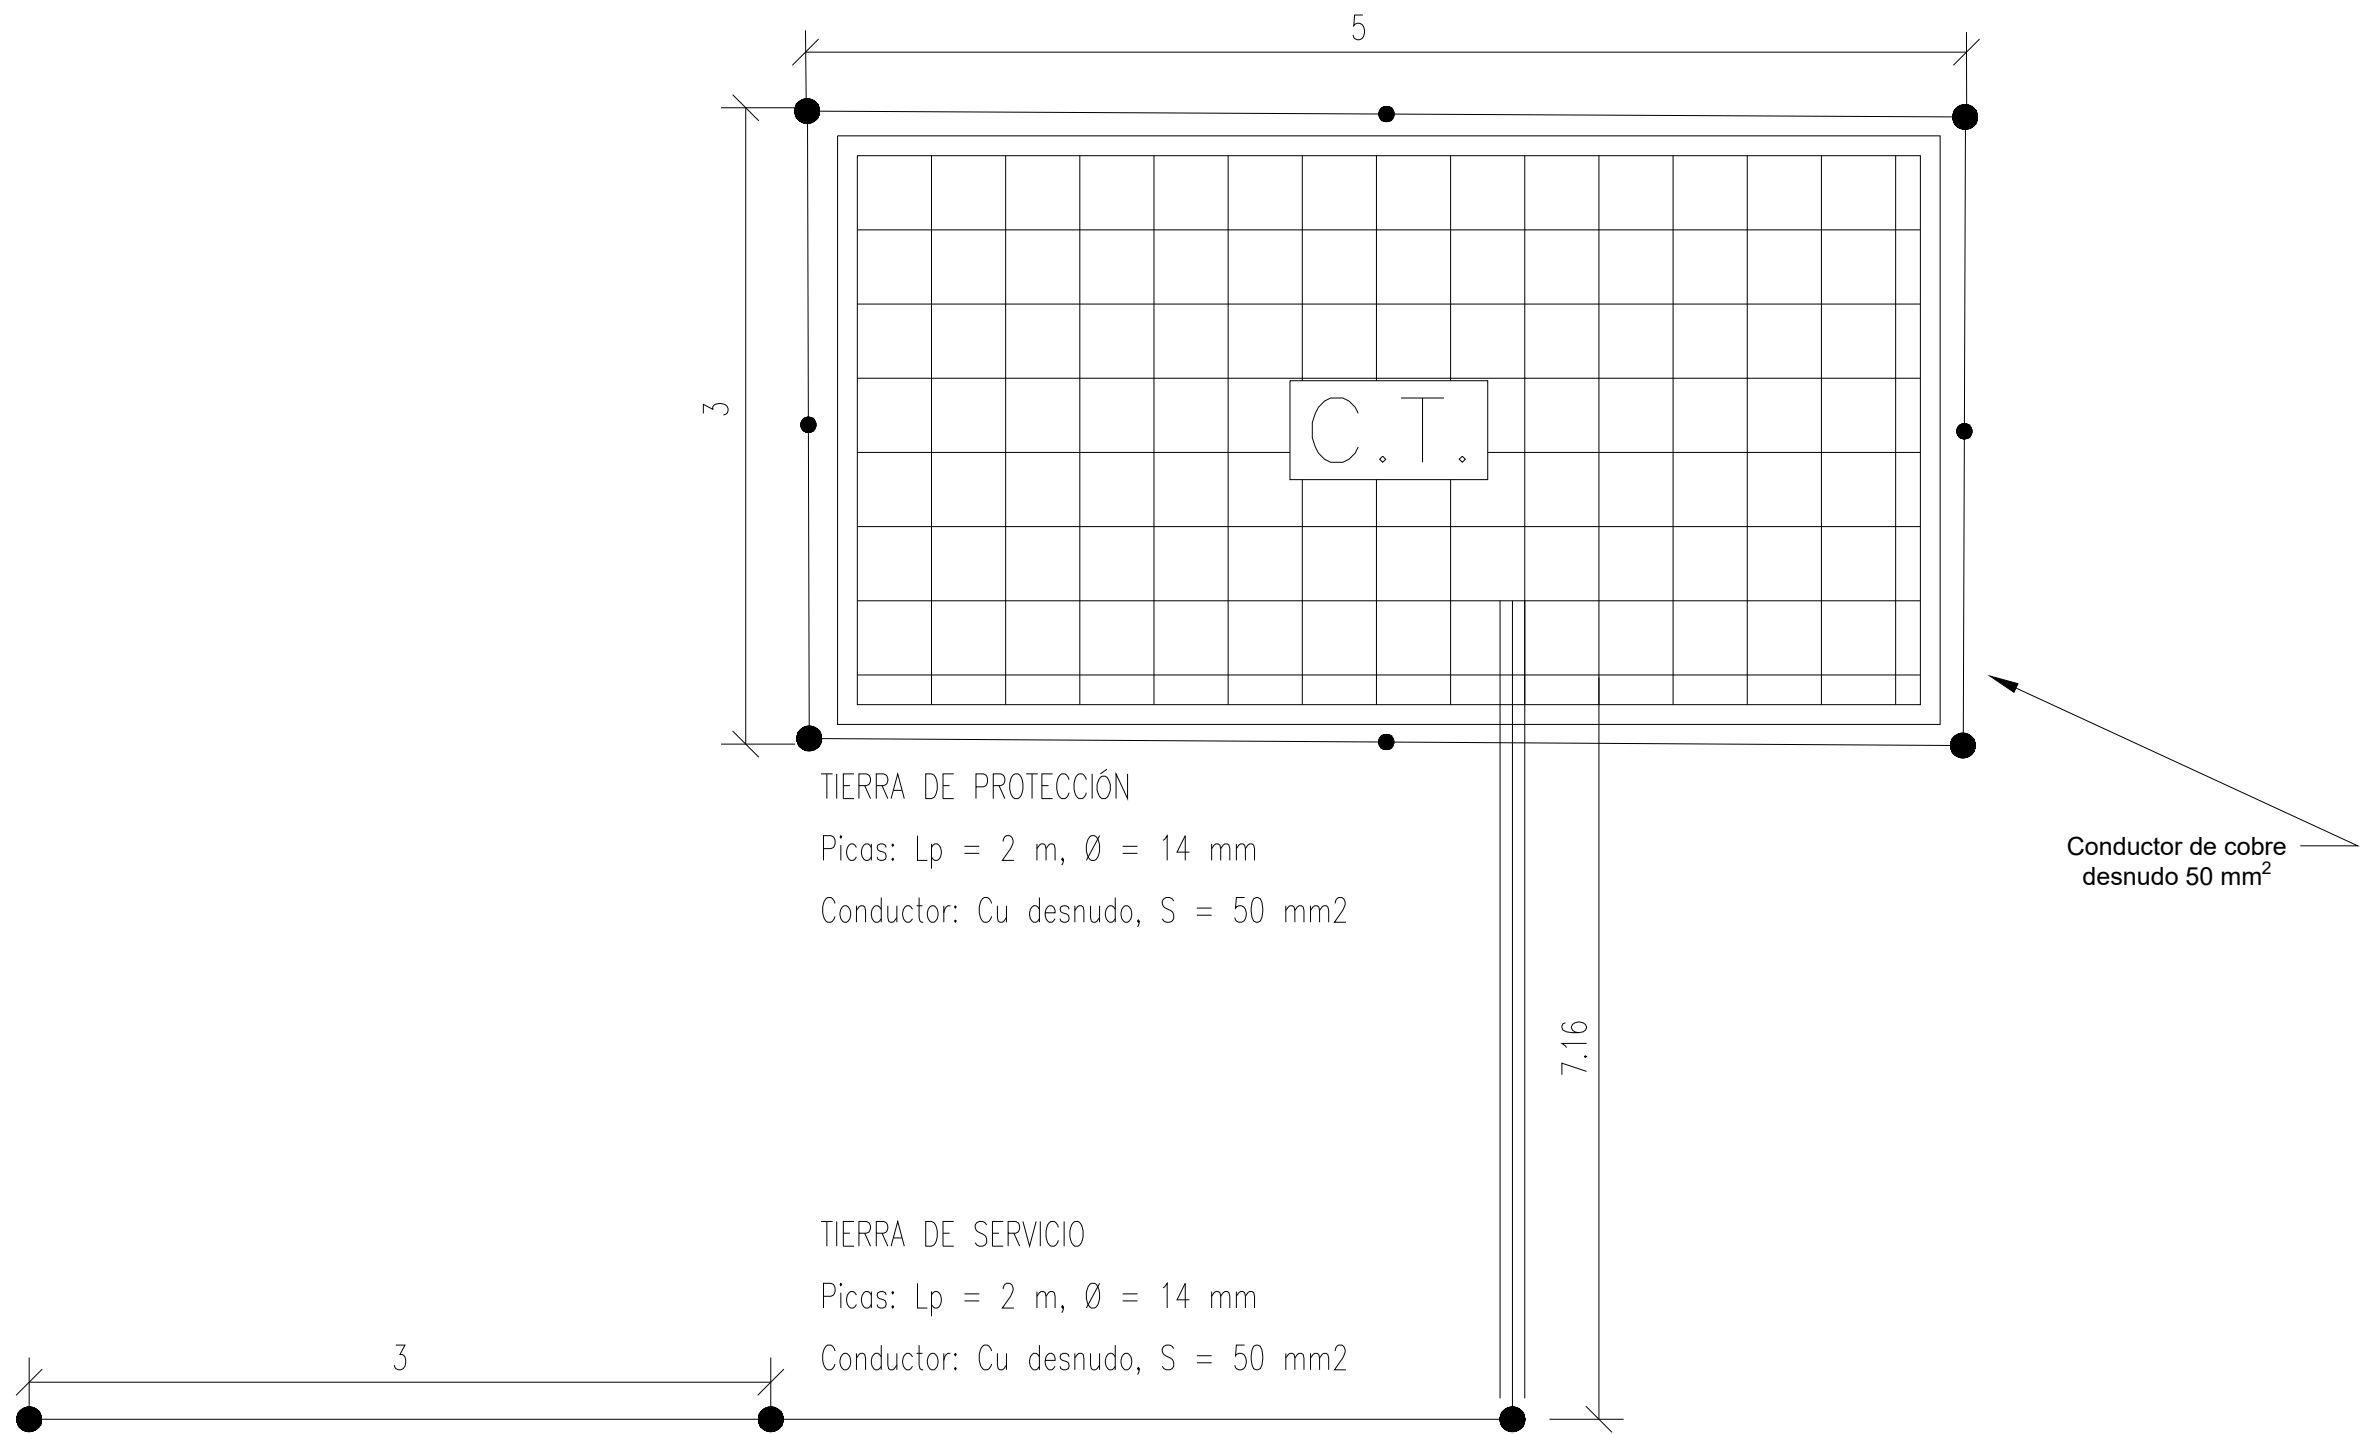 5
3
C.T.
TIERRA DE PROTECCIÓN
Picas: Lp = 2 m, Ø = 14 mm
Conductor: Cu desnudo, S = 50 mm2
Conductor de cobre
desnudo 50 mm²
7.16
TIERRA DE SERVICIO
Picas: Lp = 2 m, Ø = 14 mm
Conductor: Cu desnudo, S = 50 mm2
3